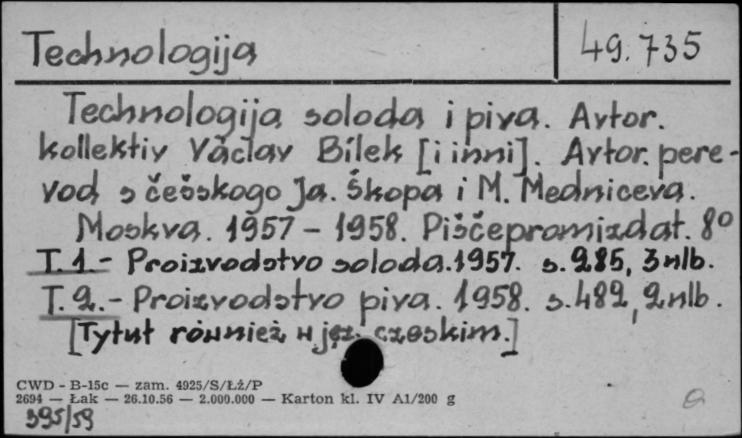 Technologija
49.735
Technologija soloda i piva. Avtor.
kollektiv Václav Bílek [i inni]. Avtor. pere-
vod s češskogo Ja. Škopa i M. Medniceva.
Moskva. 1957 – 1958. Piščepromizdat. 8°
T. 1. – Proizvodstvo soloda. 1957. s. 285, 3 nlb.
T. 2. – Proizvodstvo piva. 1958. s. 482, 2 nlb.
[Tytuł również w jęz. czeskim.]
CWD - B-15c — zam. 4925/S/Łż/P
2694 — Łak — 26.10.56 — 2.000.000 — Karton kl. IV A1/200 g
395/59